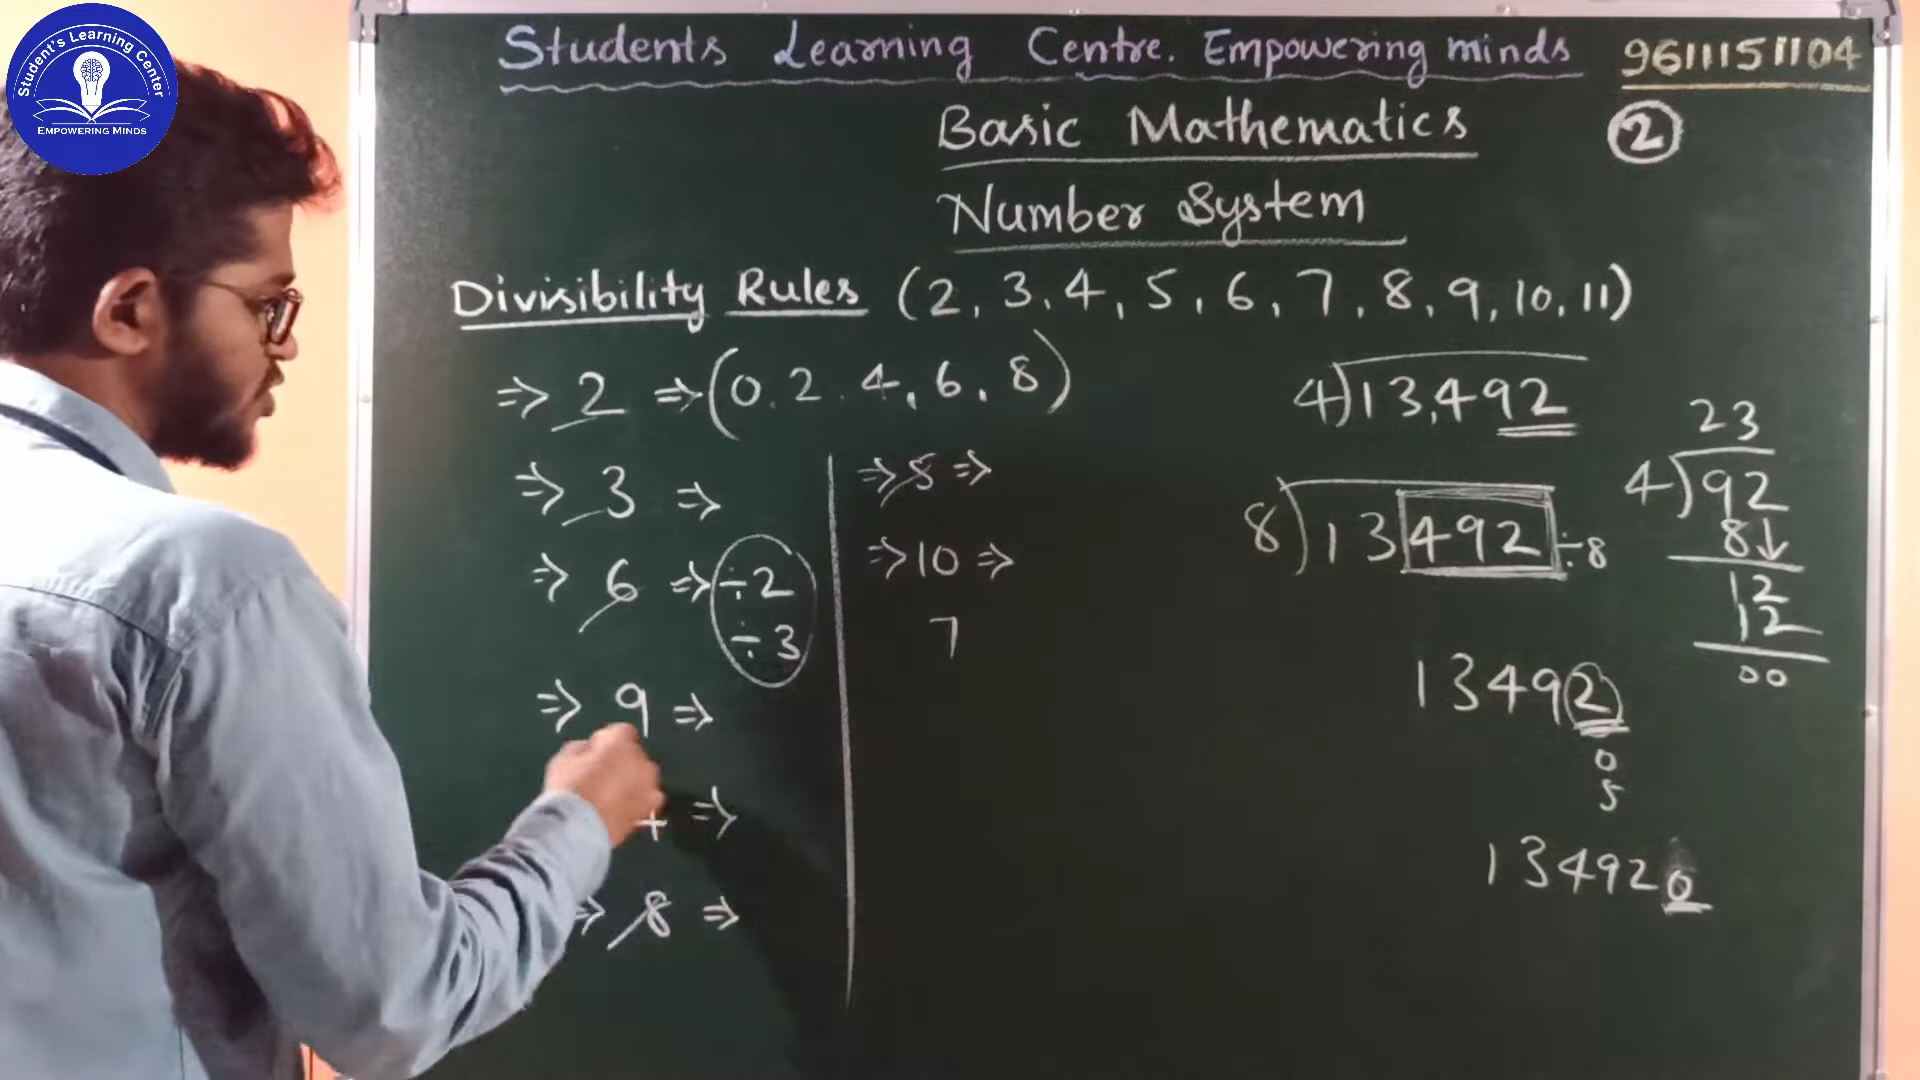 Student's Learning Center
EMPOWERING MINDS
Students Learning Centre. Empowering minds 9611151104
Basic Mathematics 2
Number System
Divisibility Rules (2, 3, 4, 5, 6, 7, 8, 9, 10, 11)
⇒ 2 ⇒ (0, 2, 4, 6, 8)
⇒ 3 ⇒
⇒ 6 ⇒ ÷2
÷3
⇒ 9 ⇒
⇒
⇒ 8 ⇒
⇒ 5 ⇒
⇒ 10 ⇒
7
4)13,492
8)13492 ÷8
13492
0
5
134920
23
4)92
8↓
12
12
00